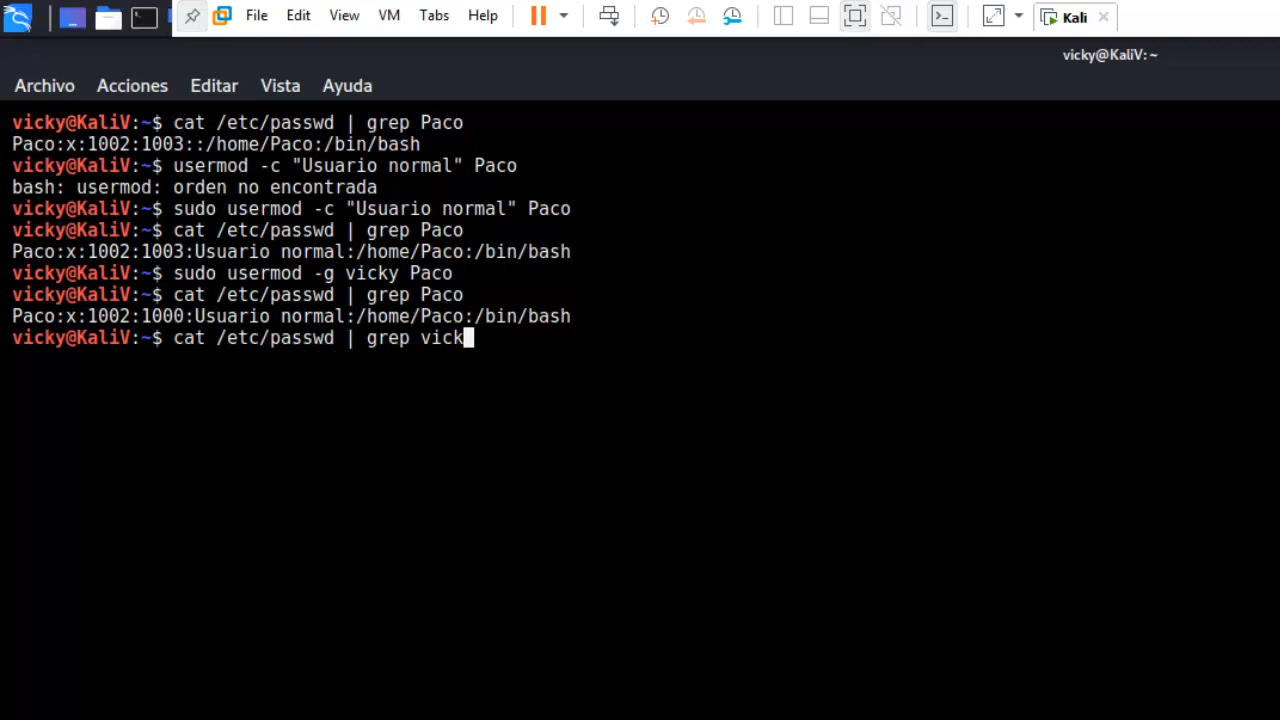 File Edit View VM Tabs Help Kali
vicky@KaliV: ~
Archivo Acciones Editar Vista Ayuda
vicky@KaliV:~$ cat /etc/passwd | grep Paco
Paco:x:1002:1003::/home/Paco:/bin/bash
vicky@KaliV:~$ usermod -c "Usuario normal" Paco
bash: usermod: orden no encontrada
vicky@KaliV:~$ sudo usermod -c "Usuario normal" Paco
vicky@KaliV:~$ cat /etc/passwd | grep Paco
Paco:x:1002:1003:Usuario normal:/home/Paco:/bin/bash
vicky@KaliV:~$ sudo usermod -g vicky Paco
vicky@KaliV:~$ cat /etc/passwd | grep Paco
Paco:x:1002:1000:Usuario normal:/home/Paco:/bin/bash
vicky@KaliV:~$ cat /etc/passwd | grep vick